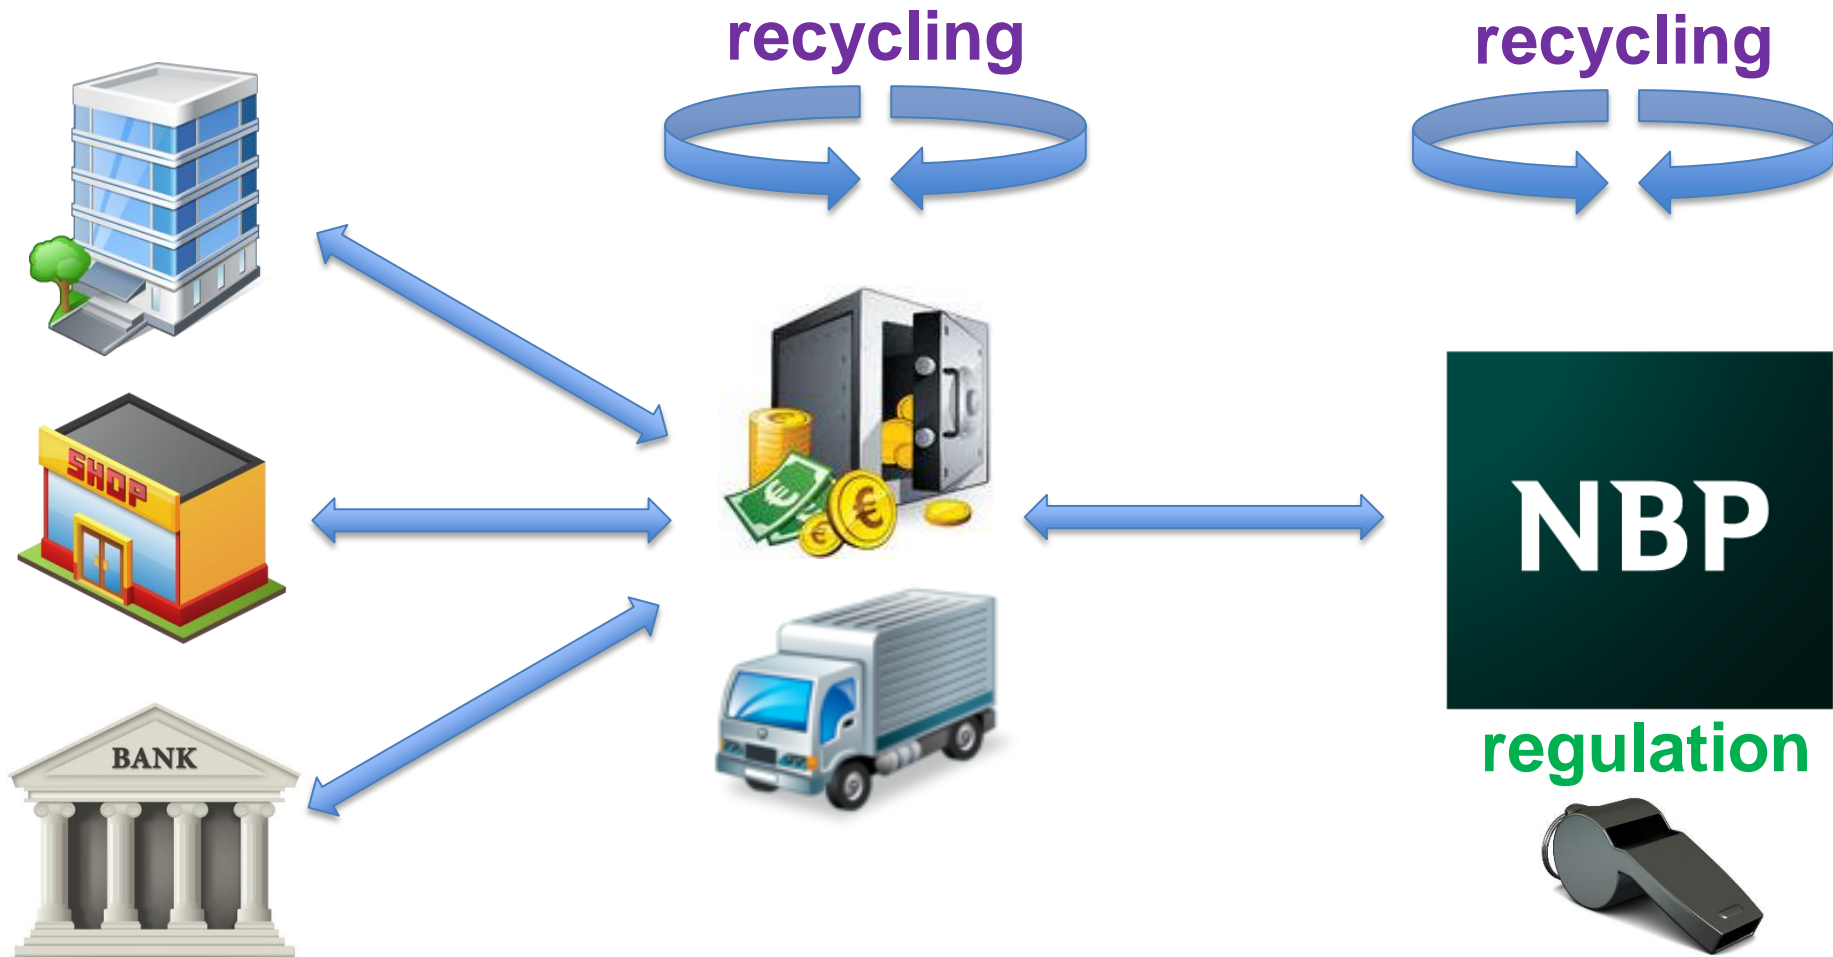 recycling
recycling
SHOP
BANK
NBP
regulation